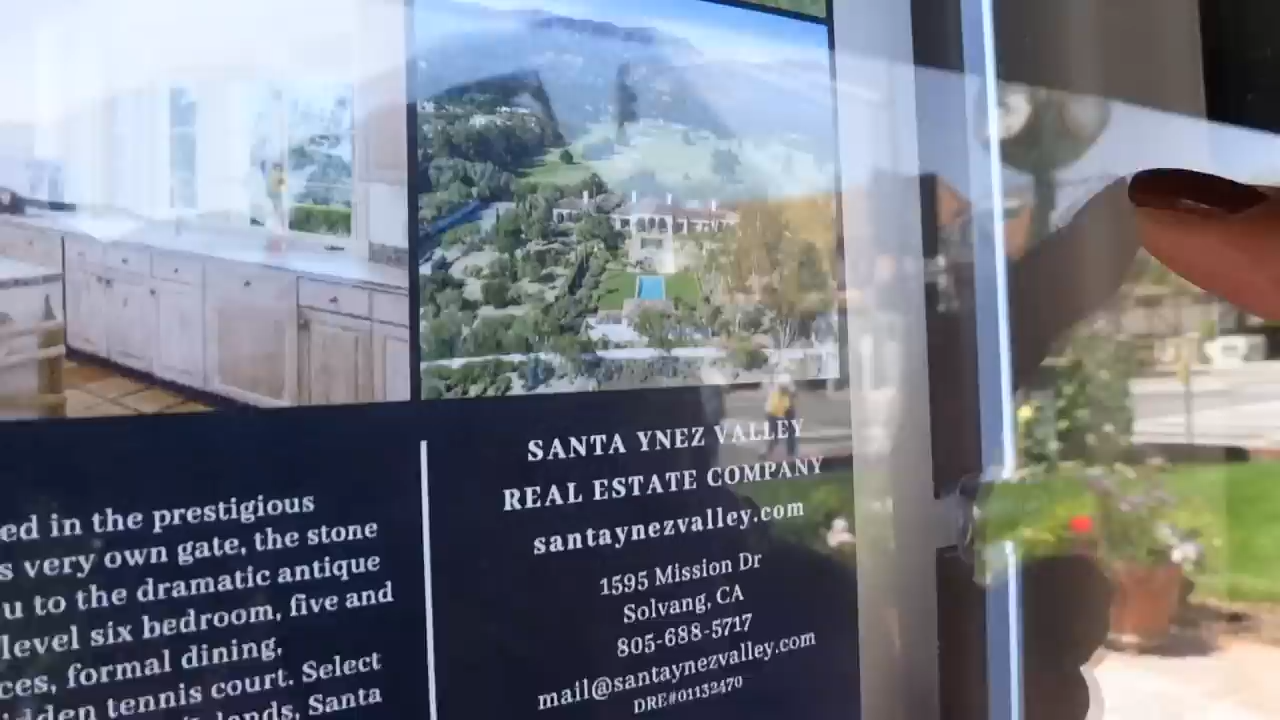 ed in the prestigious
s very own gate, the stone
u to the dramatic antique
level six bedroom, five and
ces, formal dining,
idden tennis court. Select
lands, Santa
SANTA YNEZ VALLEY
REAL ESTATE COMPANY
santaynezvalley.com
1595 Mission Dr
Solvang, CA
805-688-5717
mail@santaynezvalley.com
DRE#01132470